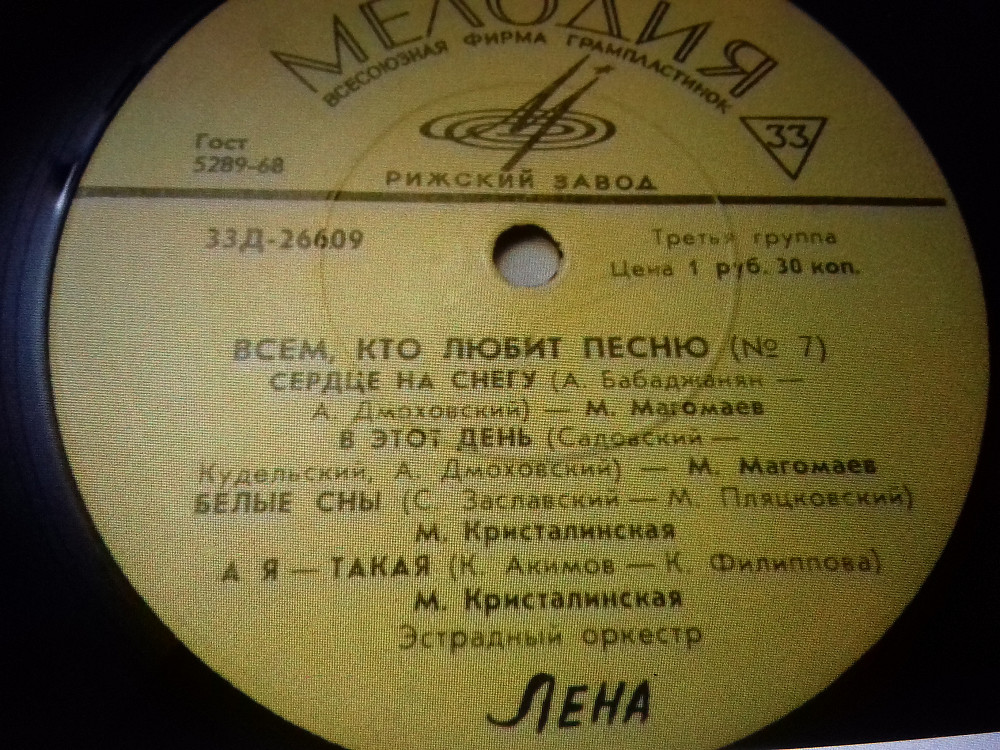 МЕЛОДИЯ
ВСЕСОЮЗНАЯ ФИРМА ГРАМПЛАСТИНОК
33
Гост
5289-68
РИЖСКИЙ ЗАВОД
33Д-26609
Третья группа
Цена 1 руб. 30 коп.
ВСЕМ, КТО ЛЮБИТ ПЕСНЮ (№ 7)
СЕРДЦЕ НА СНЕГУ (А. Бабаджанян —
А. Дмоховский) — М. Магомаев
В ЭТОТ ДЕНЬ (Садовский —
Кудельский, А. Дмоховский) — М. Магомаев
БЕЛЫЕ СНЫ (С. Заславский — М. Пляцковский)
М. Кристалинская
А Я — ТАКАЯ (К. Акимов — К. Филиппова)
М. Кристалинская
Эстрадный оркестр
ЛЕНА